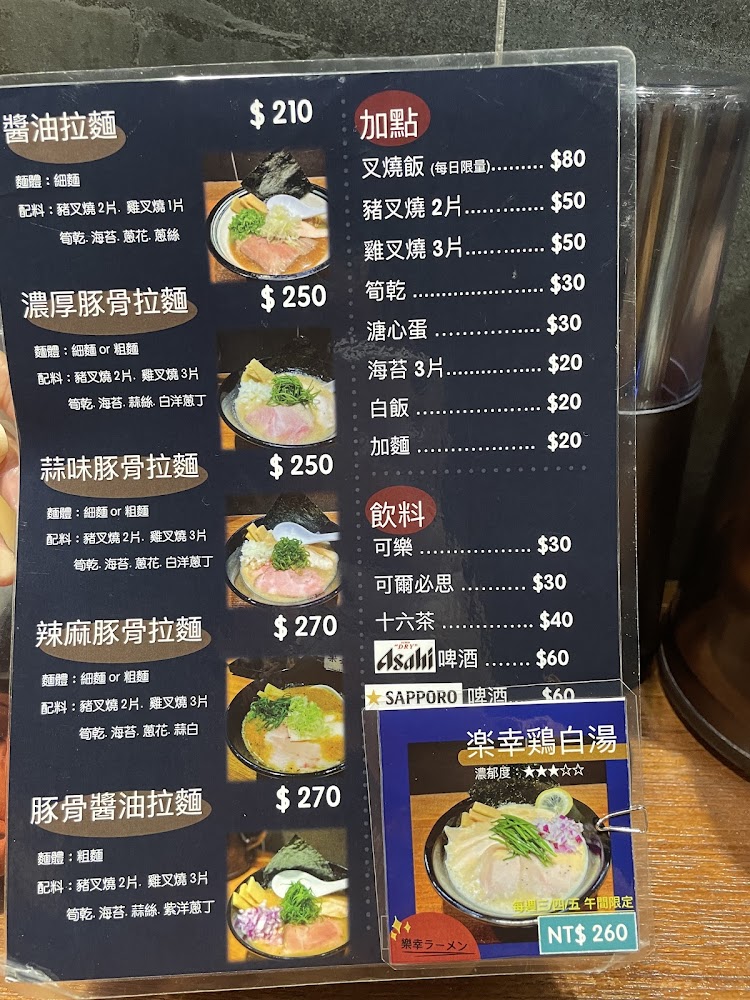 醬油拉麵 $210
麵體：細麵
配料：豬叉燒2片. 雞叉燒1片
筍乾. 海苔. 蔥花. 蔥絲
濃厚豚骨拉麵 $250
麵體：細麵 or 粗麵
配料：豬叉燒2片. 雞叉燒3片
筍乾. 海苔. 蒜絲. 白洋蔥丁
蒜味豚骨拉麵 $250
麵體：細麵 or 粗麵
配料：豬叉燒2片. 雞叉燒3片
筍乾. 海苔. 蔥花. 白洋蔥丁
辣麻豚骨拉麵 $270
麵體：細麵 or 粗麵
配料：豬叉燒2片. 雞叉燒3片
筍乾. 海苔. 蔥花. 蒜白
豚骨醬油拉麵 $270
麵體：粗麵
配料：豬叉燒2片. 雞叉燒3片
筍乾. 海苔. 蒜絲. 紫洋蔥丁
加點
叉燒飯 (每日限量)......... $80
豬叉燒 2片.............. $50
雞叉燒 3片.............. $50
筍乾 ....................... $30
溏心蛋 .................. $30
海苔 3片................. $20
白飯 ..................... $20
加麵 ..................... $20
飲料
可樂 .................... $30
可爾必思 ............ $30
十六茶 ................ $40
"DRY" Asahi 啤酒 ....... $60
SAPPORO 啤酒..... $60
楽幸鶏白湯
濃郁度：★★★☆☆
每週三/四/五 午間限定
樂幸ラーメン
NT$ 260